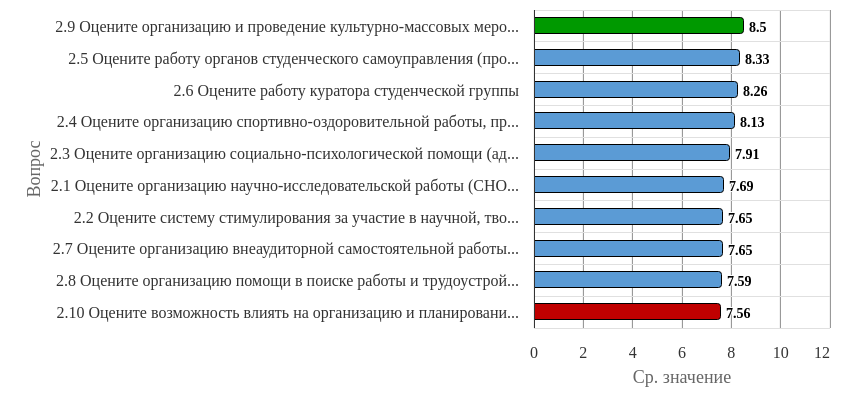 2.9 Оцените организацию и проведение культурно-массовых меро... 8.5
2.5 Оцените работу органов студенческого самоуправления (про... 8.33
2.6 Оцените работу куратора студенческой группы 8.26
2.4 Оцените организацию спортивно-оздоровительной работы, пр... 8.13
2.3 Оцените организацию социально-психологической помощи (ад... 7.91
2.1 Оцените организацию научно-исследовательской работы (СНО... 7.69
2.2 Оцените систему стимулирования за участие в научной, тво... 7.65
2.7 Оцените организацию внеаудиторной самостоятельной работы... 7.65
2.8 Оцените организацию помощи в поиске работы и трудоустрой... 7.59
2.10 Оцените возможность влиять на организацию и планировани... 7.56
Вопрос
0 2 4 6 8 10 12
Ср. значение